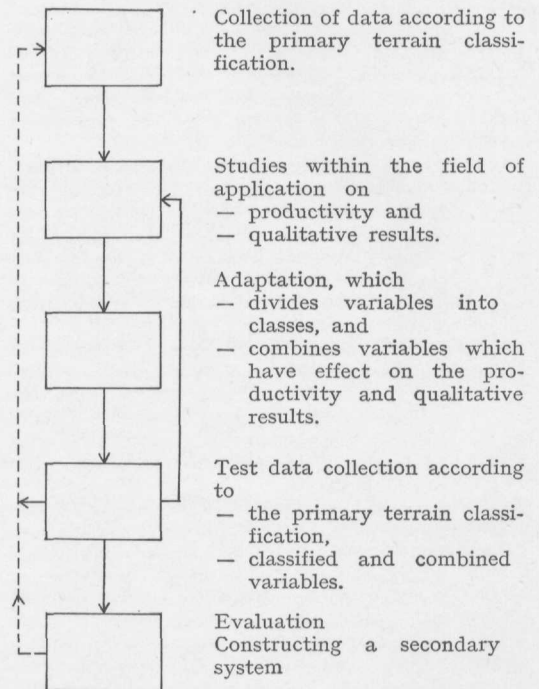 Collection of data according to
the primary terrain classi-
fication.
Studies within the field of
application on
— productivity and
— qualitative results.
Adaptation, which
— divides variables into
classes, and
— combines variables which
have effect on the pro-
ductivity and qualitative
results.
Test data collection according
to
— the primary terrain classi-
fication,
— classified and combined
variables.
Evaluation
Constructing a secondary
system